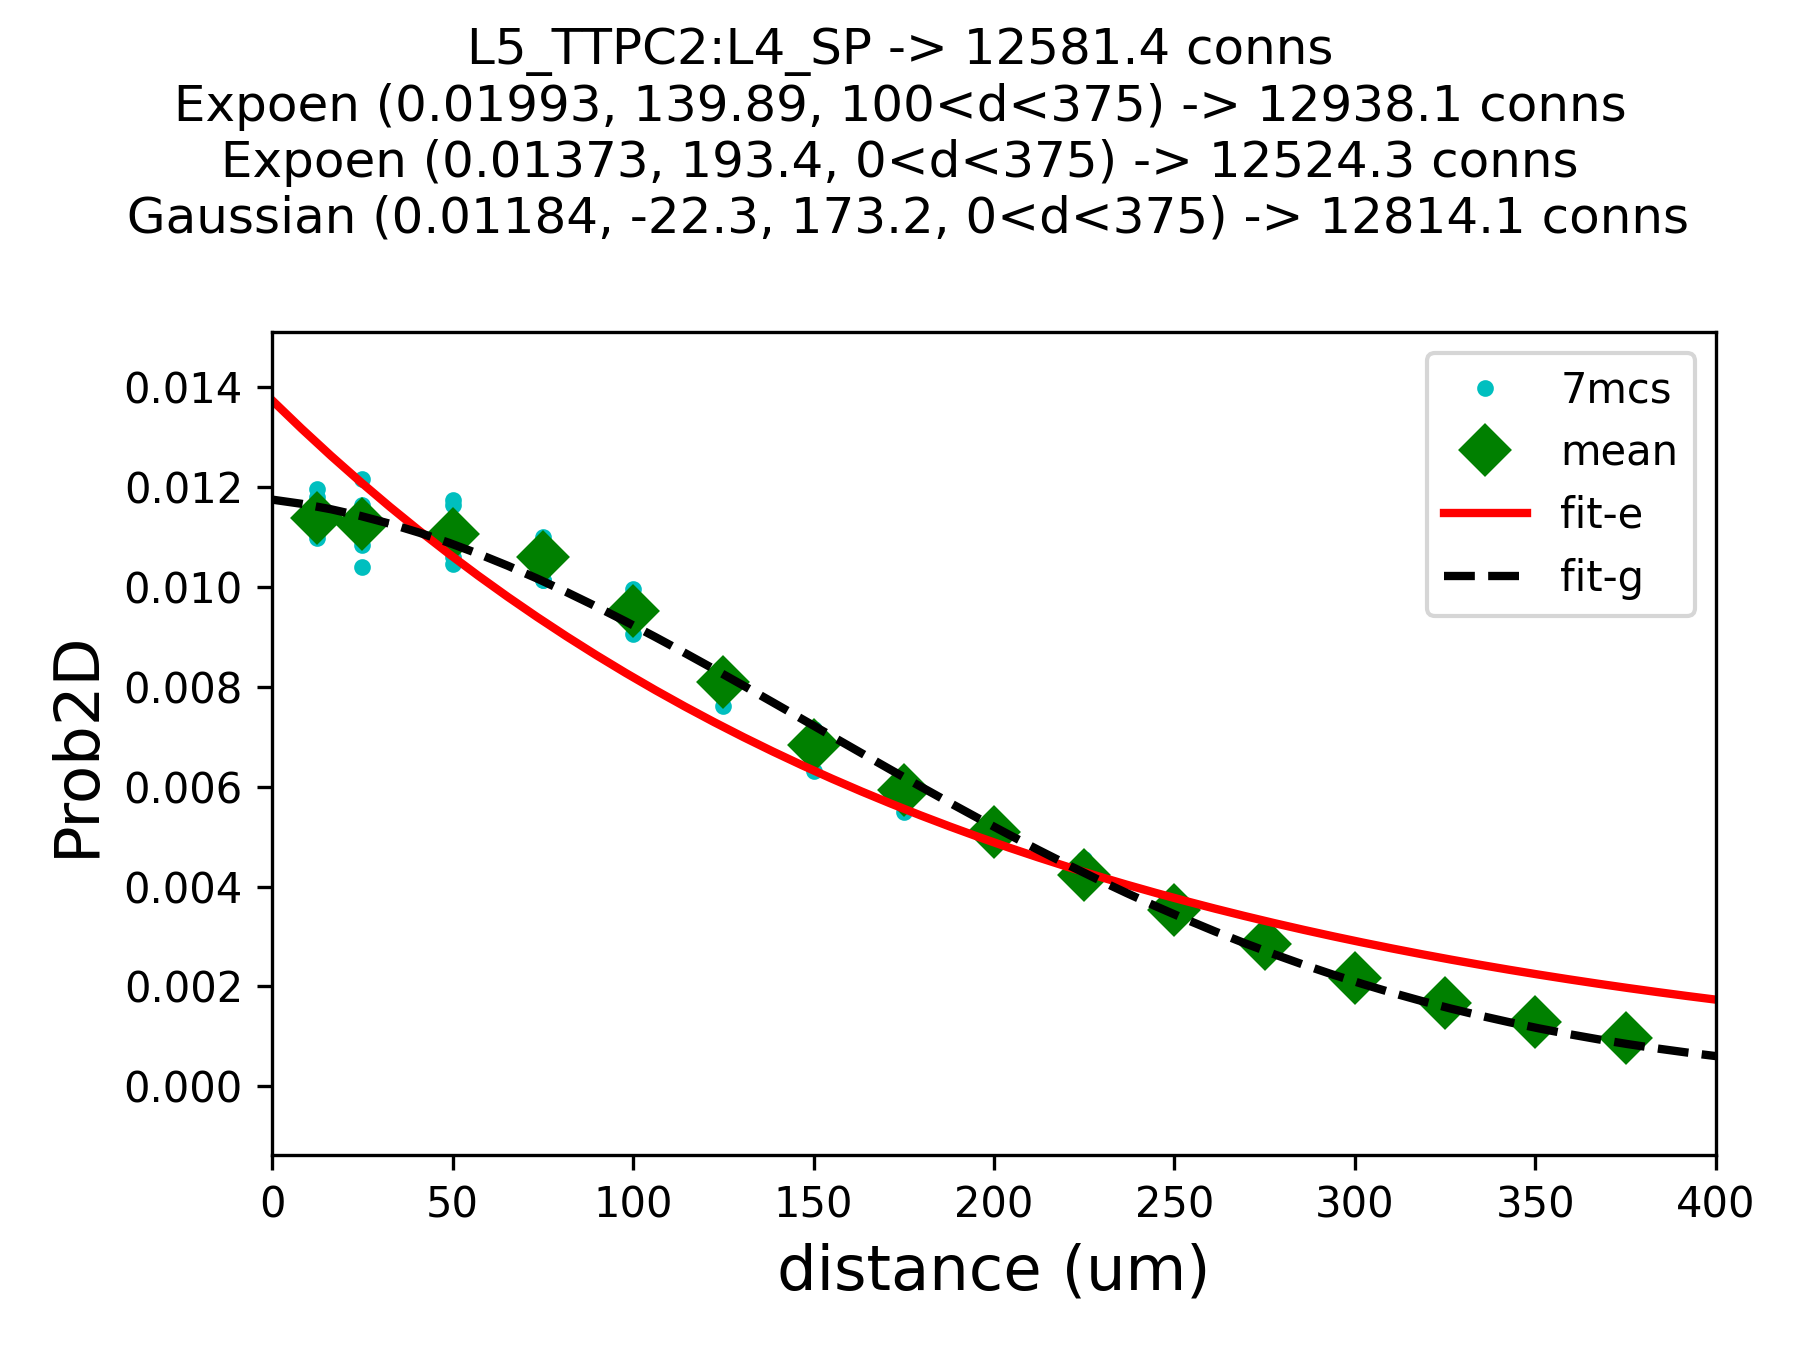 L5_TTPC2:L4_SP -> 12581.4 conns
Expoen (0.01993, 139.89, 100<d<375) -> 12938.1 conns
Expoen (0.01373, 193.4, 0<d<375) -> 12524.3 conns
Gaussian (0.01184, -22.3, 173.2, 0<d<375) -> 12814.1 conns
7mcs
mean
fit-e
fit-g
Prob2D
0.014
0.012
0.010
0.008
0.006
0.004
0.002
0.000
0 50 100 150 200 250 300 350 400
distance (um)